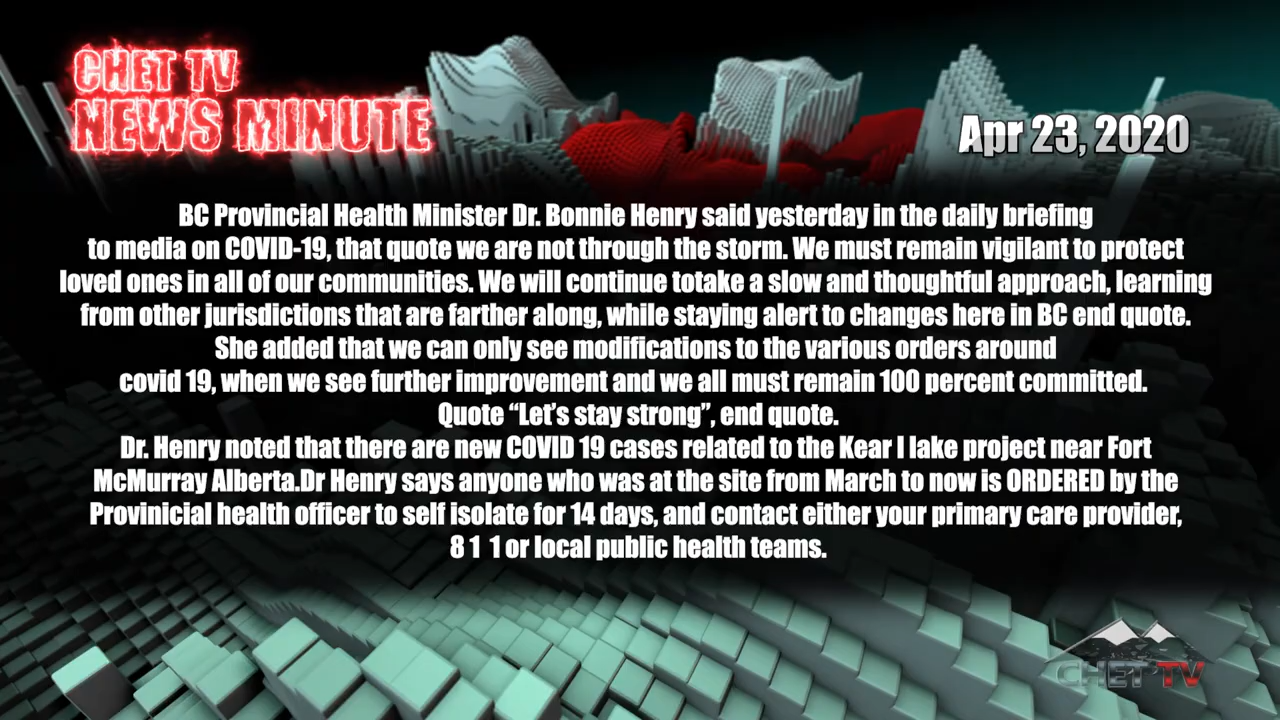 CHET TV
NEWS MINUTE
Apr 23, 2020
BC Provincial Health Minister Dr. Bonnie Henry said yesterday in the daily briefing
to media on COVID-19, that quote we are not through the storm. We must remain vigilant to protect
loved ones in all of our communities. We will continue totake a slow and thoughtful approach, learning
from other jurisdictions that are farther along, while staying alert to changes here in BC end quote.
She added that we can only see modifications to the various orders around
covid 19, when we see further improvement and we all must remain 100 percent committed.
Quote “Let’s stay strong”, end quote.
Dr. Henry noted that there are new COVID 19 cases related to the Kear l lake project near Fort
McMurray Alberta.Dr Henry says anyone who was at the site from March to now is ORDERED by the
Provinicial health officer to self isolate for 14 days, and contact either your primary care provider,
8 1 1 or local public health teams.
CHET TV